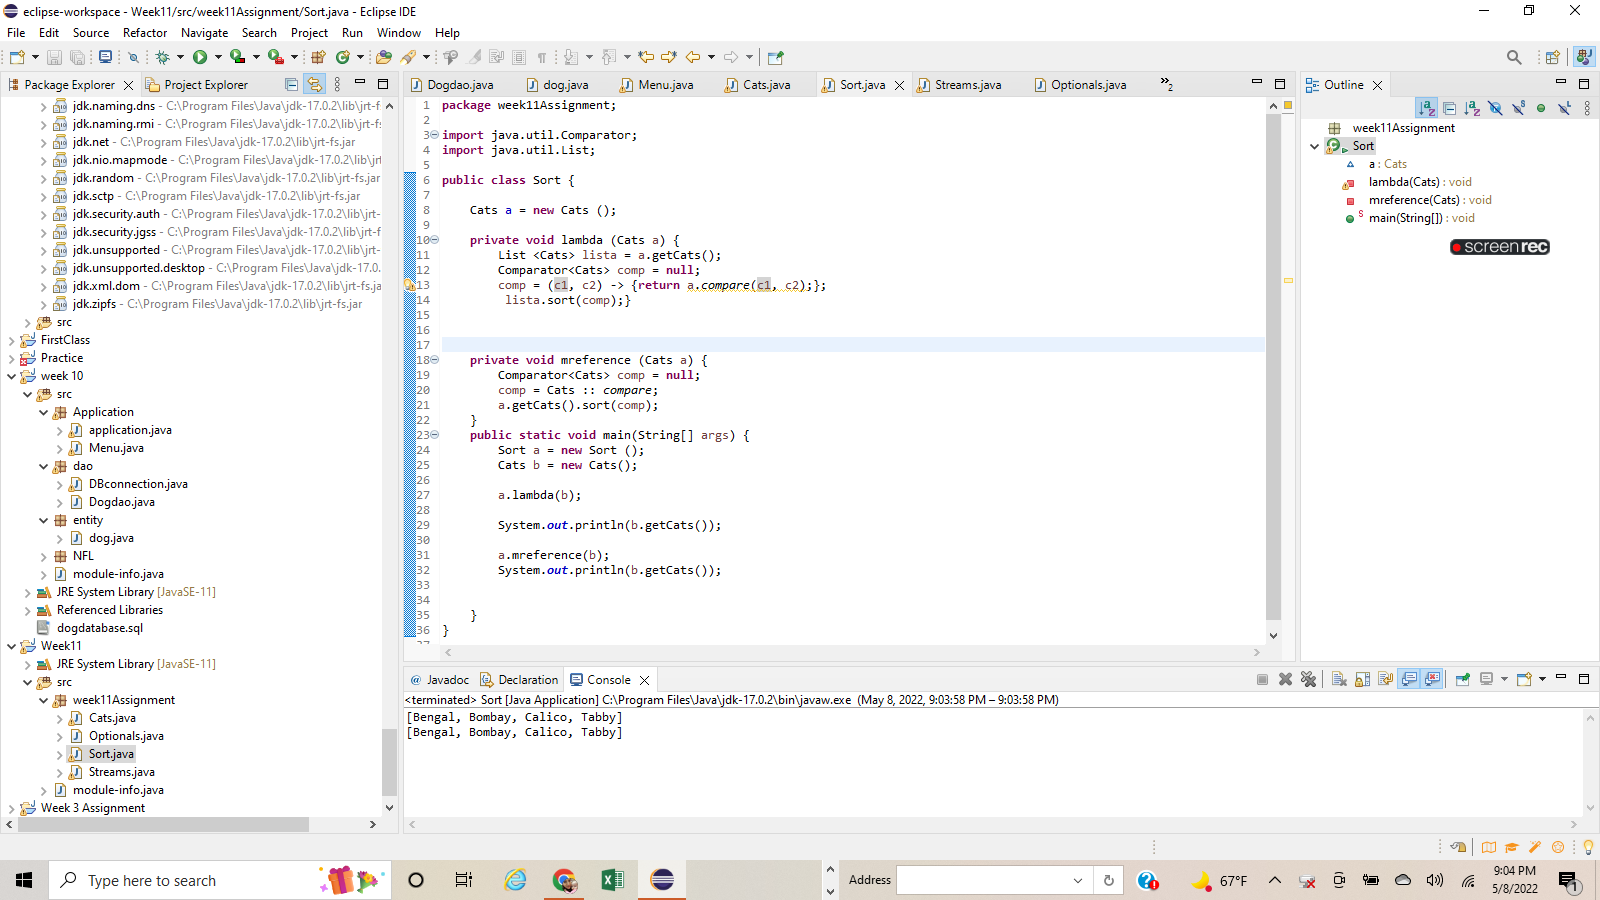 eclipse-workspace - Week11/src/week11Assignment/Sort.java - Eclipse IDE
File Edit Source Refactor Navigate Search Project Run Window Help
Package Explorer
Project Explorer
jdk.naming.dns - C:\Program Files\Java\jdk-17.0.2\lib\jrt-f
jdk.naming.rmi - C:\Program Files\Java\jdk-17.0.2\lib\jrt-fs
jdk.net - C:\Program Files\Java\jdk-17.0.2\lib\jrt-fs.jar
jdk.nio.mapmode - C:\Program Files\Java\jdk-17.0.2\lib\jrt
jdk.random - C:\Program Files\Java\jdk-17.0.2\lib\jrt-fs.jar
jdk.sctp - C:\Program Files\Java\jdk-17.0.2\lib\jrt-fs.jar
jdk.security.auth - C:\Program Files\Java\jdk-17.0.2\lib\jrt
jdk.security.jgss - C:\Program Files\Java\jdk-17.0.2\lib\jrt-
jdk.unsupported - C:\Program Files\Java\jdk-17.0.2\lib\jrt-
jdk.unsupported.desktop - C:\Program Files\Java\jdk-17.0.
jdk.xml.dom - C:\Program Files\Java\jdk-17.0.2\lib\jrt-fs.ja
jdk.zipfs - C:\Program Files\Java\jdk-17.0.2\lib\jrt-fs.jar
src
FirstClass
Practice
week 10
src
Application
application.java
Menu.java
dao
DBconnection.java
Dogdao.java
entity
dog.java
NFL
module-info.java
JRE System Library [JavaSE-11]
Referenced Libraries
dogdatabase.sql
Week11
JRE System Library [JavaSE-11]
src
week11Assignment
Cats.java
Optionals.java
Sort.java
Streams.java
module-info.java
Week 3 Assignment
Dogdao.java dog.java Menu.java Cats.java Sort.java Streams.java Optionals.java »2
1 package week11Assignment;
2
3 import java.util.Comparator;
4 import java.util.List;
5
6 public class Sort {
7
8 Cats a = new Cats ();
9
10 private void lambda (Cats a) {
11 List <Cats> lista = a.getCats();
12 Comparator<Cats> comp = null;
13 comp = (c1, c2) -> {return a.compare(c1, c2);};
14 lista.sort(comp);}
15
16
17
18 private void mreference (Cats a) {
19 Comparator<Cats> comp = null;
20 comp = Cats :: compare;
21 a.getCats().sort(comp);
22 }
23 public static void main(String[] args) {
24 Sort a = new Sort ();
25 Cats b = new Cats();
26
27 a.lambda(b);
28
29 System.out.println(b.getCats());
30
31 a.mreference(b);
32 System.out.println(b.getCats());
33
34
35 }
36 }
37
Outline
week11Assignment
Sort
a : Cats
lambda(Cats) : void
mreference(Cats) : void
main(String[]) : void
screenrec
Javadoc Declaration Console
<terminated> Sort [Java Application] C:\Program Files\Java\jdk-17.0.2\bin\javaw.exe (May 8, 2022, 9:03:58 PM – 9:03:58 PM)
[Bengal, Bombay, Calico, Tabby]
[Bengal, Bombay, Calico, Tabby]
Type here to search
Address
67°F
9:04 PM
5/8/2022
1